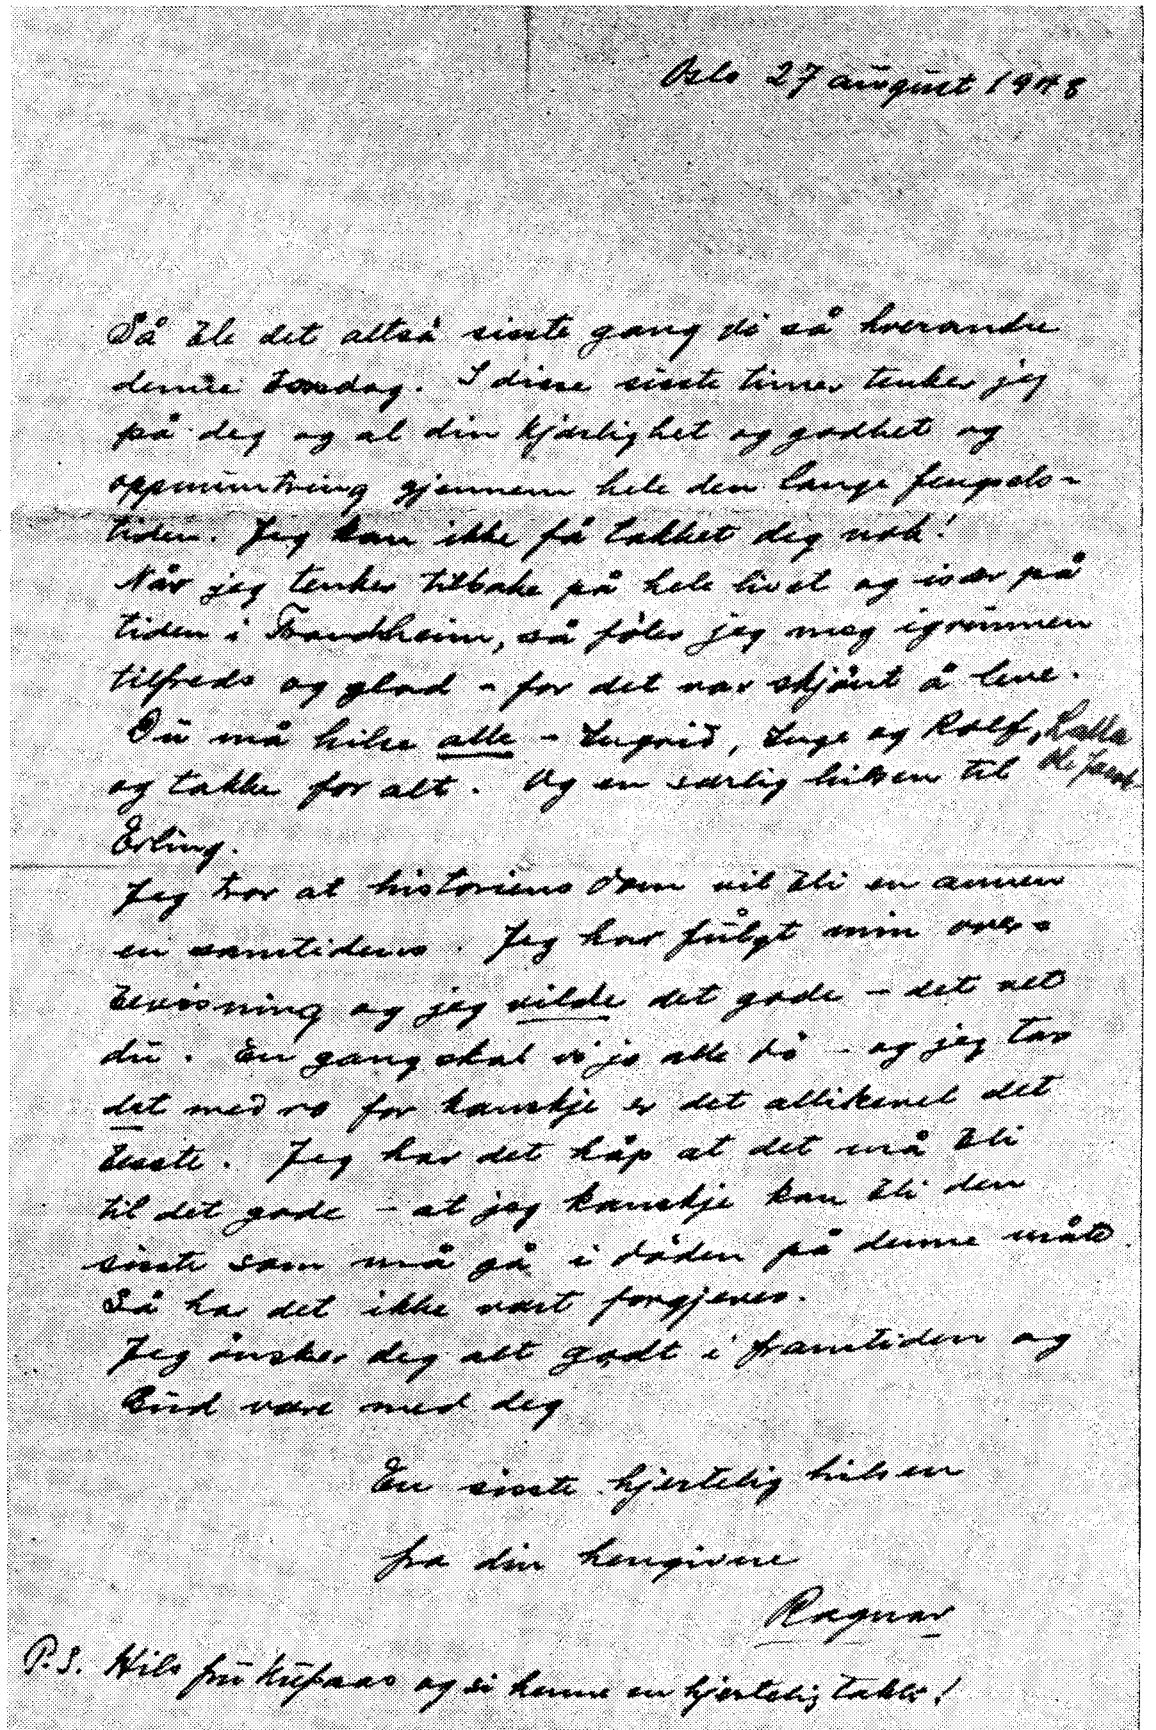 Oslo 27 august 1948
Så ble det altså siste gang vi så hverandre
denne torsdag. I disse siste timer tenker jeg
på deg og al din kjærlighet og godhet og
oppmuntring gjennem hele den lange fengsels-
tiden. Jeg kan ikke få takket deg nok!
Når jeg tenker tilbake på hele livet og især på
tiden i Trondheim, så føler jeg meg igrunnen
tilfreds og glad - for det var skjönt å leve.
Du må hilse alle - Ingrid, Inge og Rolf, Lalla
og takke for alt. Og en særlig hilsen til
Erling.
Jeg tror at historiens dom vil bli en annen
en samtidens. Jeg har fulgt min over-
bevisning og jeg vilde det gode - det vet
du. En gang skal vi jo alle dö - og jeg tar
det med ro for kanskje er det allikevel det
beste. Jeg har det håp at det må bli
til det gode - at jeg kanskje kan bli den
siste som må gå i döden på denne måte.
Så har det ikke vært forgjeves.
Jeg önsker deg alt godt i framtiden og
Gud være med deg
En siste hjertelig hilsen
fra din hengivne
Ragnar
P.S. Hils fru og si henne en hjertelig takk!